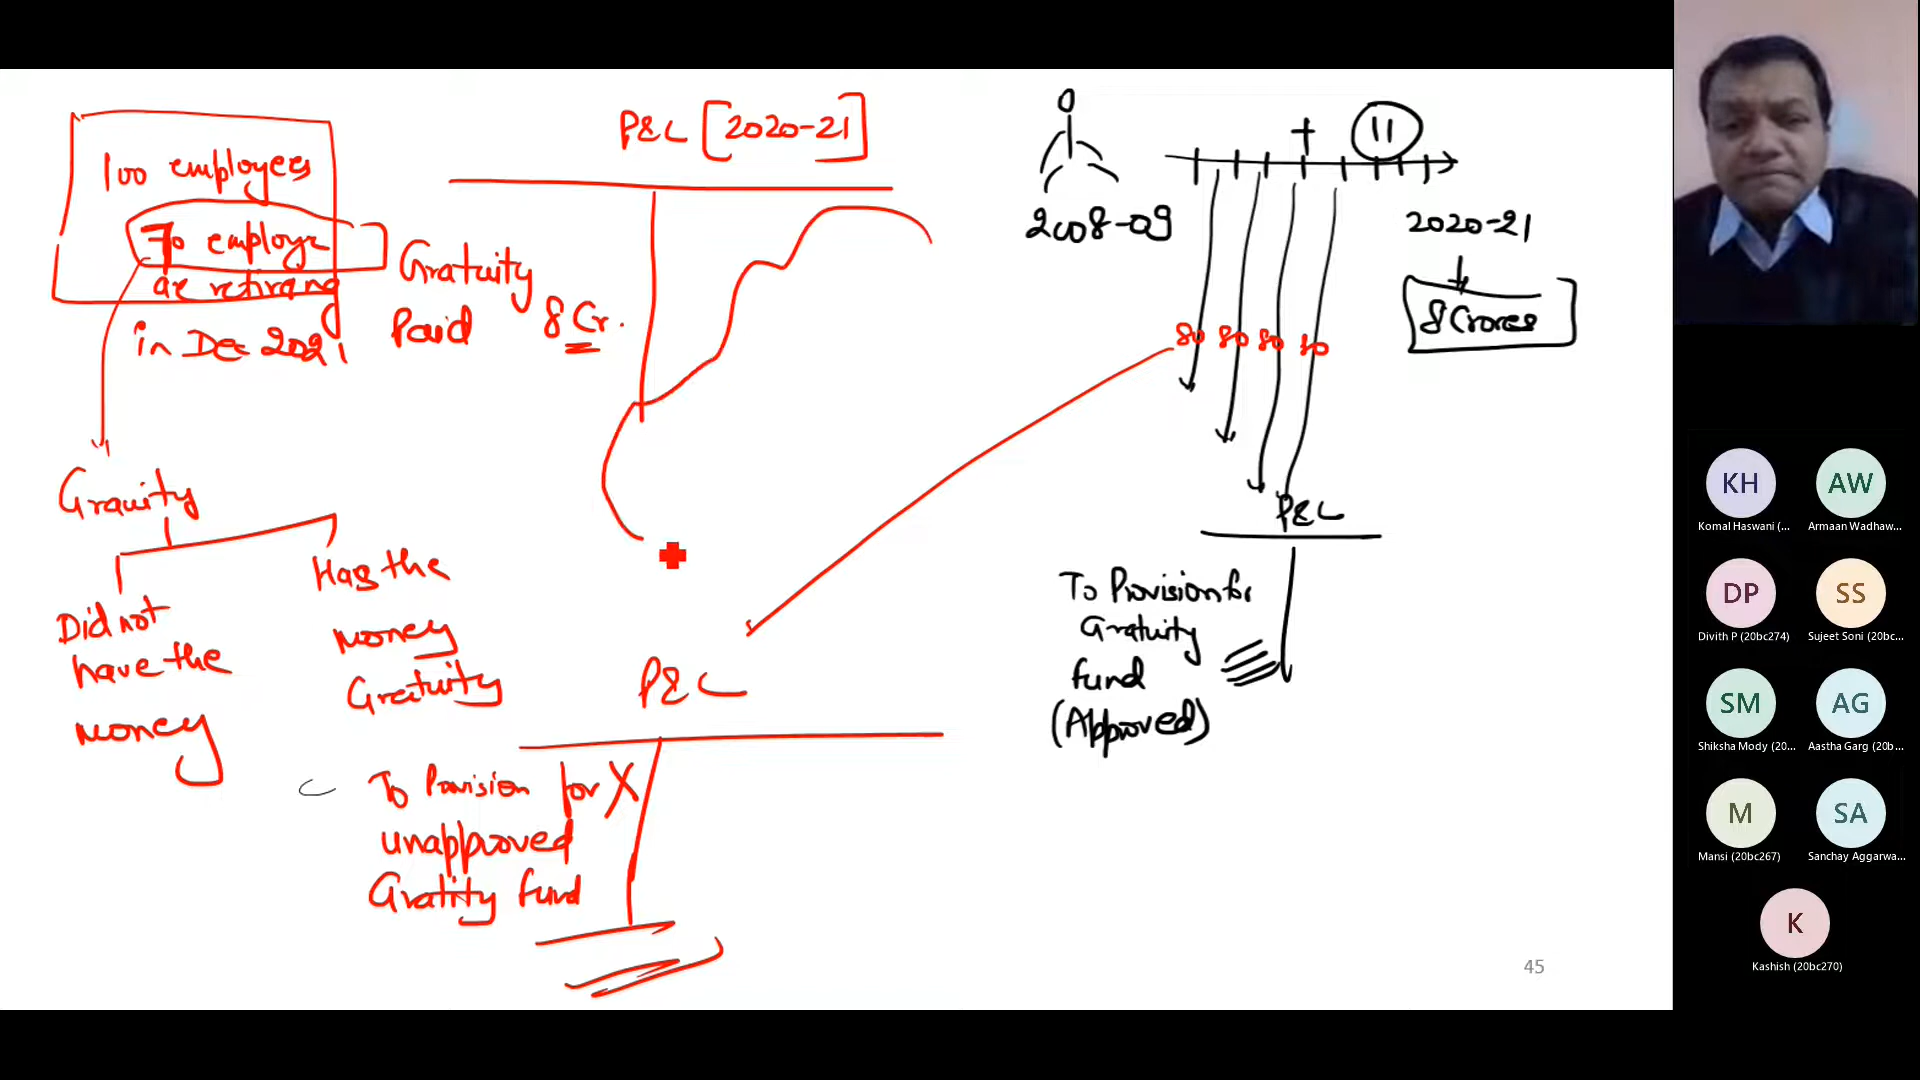 P&L [2020-21]
100 employees
70 employe
are retiring
in Dec 2021
Gratuity
Paid 8 Cr.
Gravity
Did not
have the
money
Has the
money
Gratuity
P&L
To Provision for X
unapproved
Gratity fund
11
2008-09
2020-21
8 Crores
80 80 80 80
P&L
To Provision for
Gratuity
fund
(Approved)
45
KH
AW
Komal Haswani (...
Armaan Wadhaw...
DP
SS
Divith P (20bc274)
Sujeet Soni (20bc...
SM
AG
Shiksha Mody (20...
Aastha Garg (20b...
M
SA
Mansi (20bc267)
Sanchay Aggarwa...
K
Kashish (20bc270)